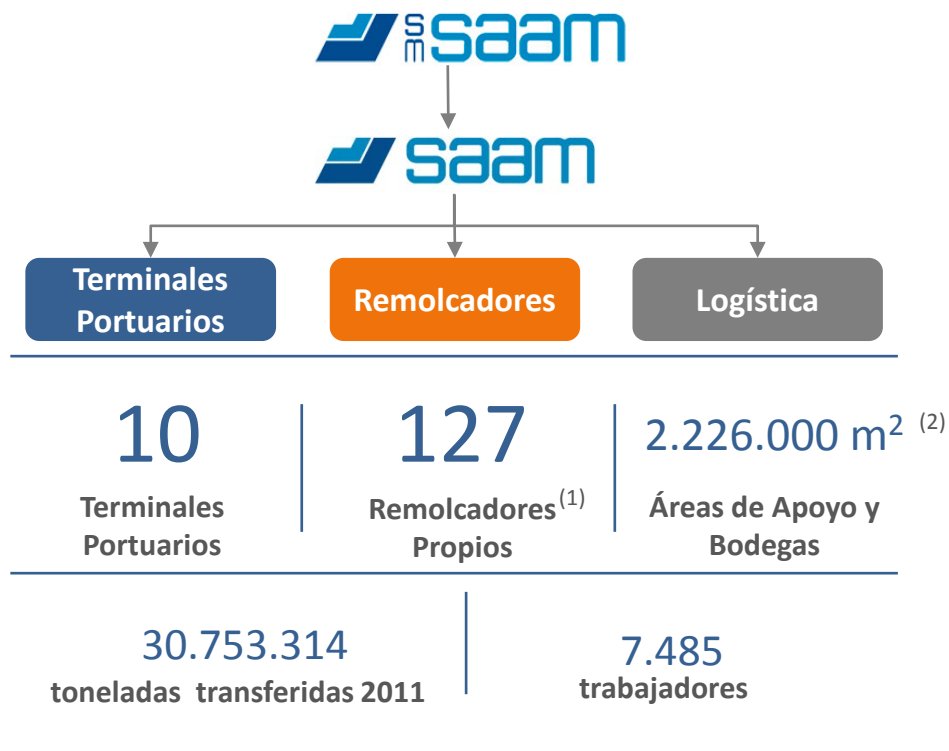 SM saam
saam
Terminales
Portuarios
Remolcadores
Logística
10
127
2.226.000 m² (2)
Terminales
Portuarios
Remolcadores(1)
Propios
Áreas de Apoyo y
Bodegas
30.753.314
toneladas transferidas 2011
7.485
trabajadores